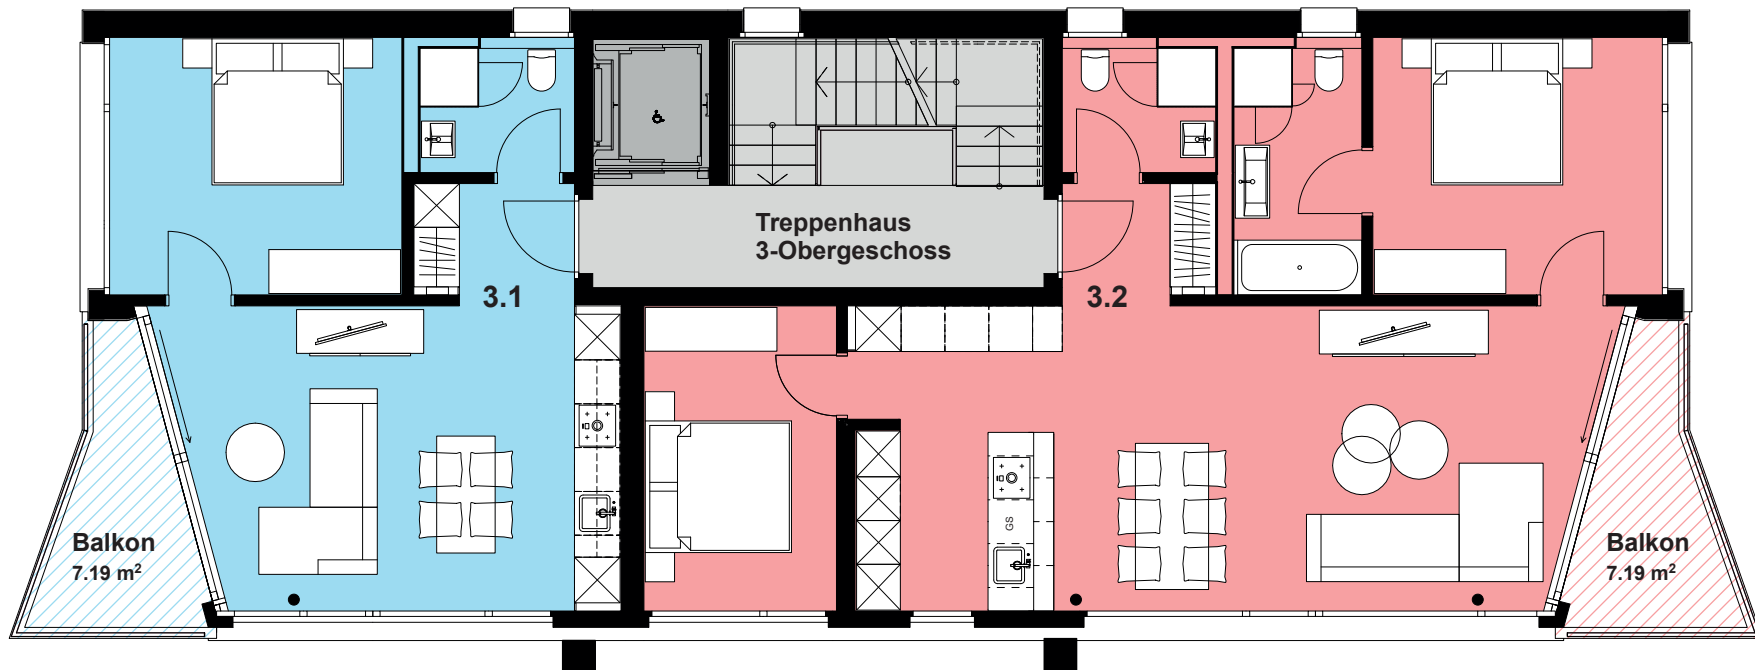 Treppenhaus
3-Obergeschoss
3.1
3.2
GS
Balkon
7.19 m²
Balkon
7.19 m²